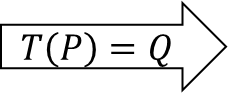 T(P) = Q